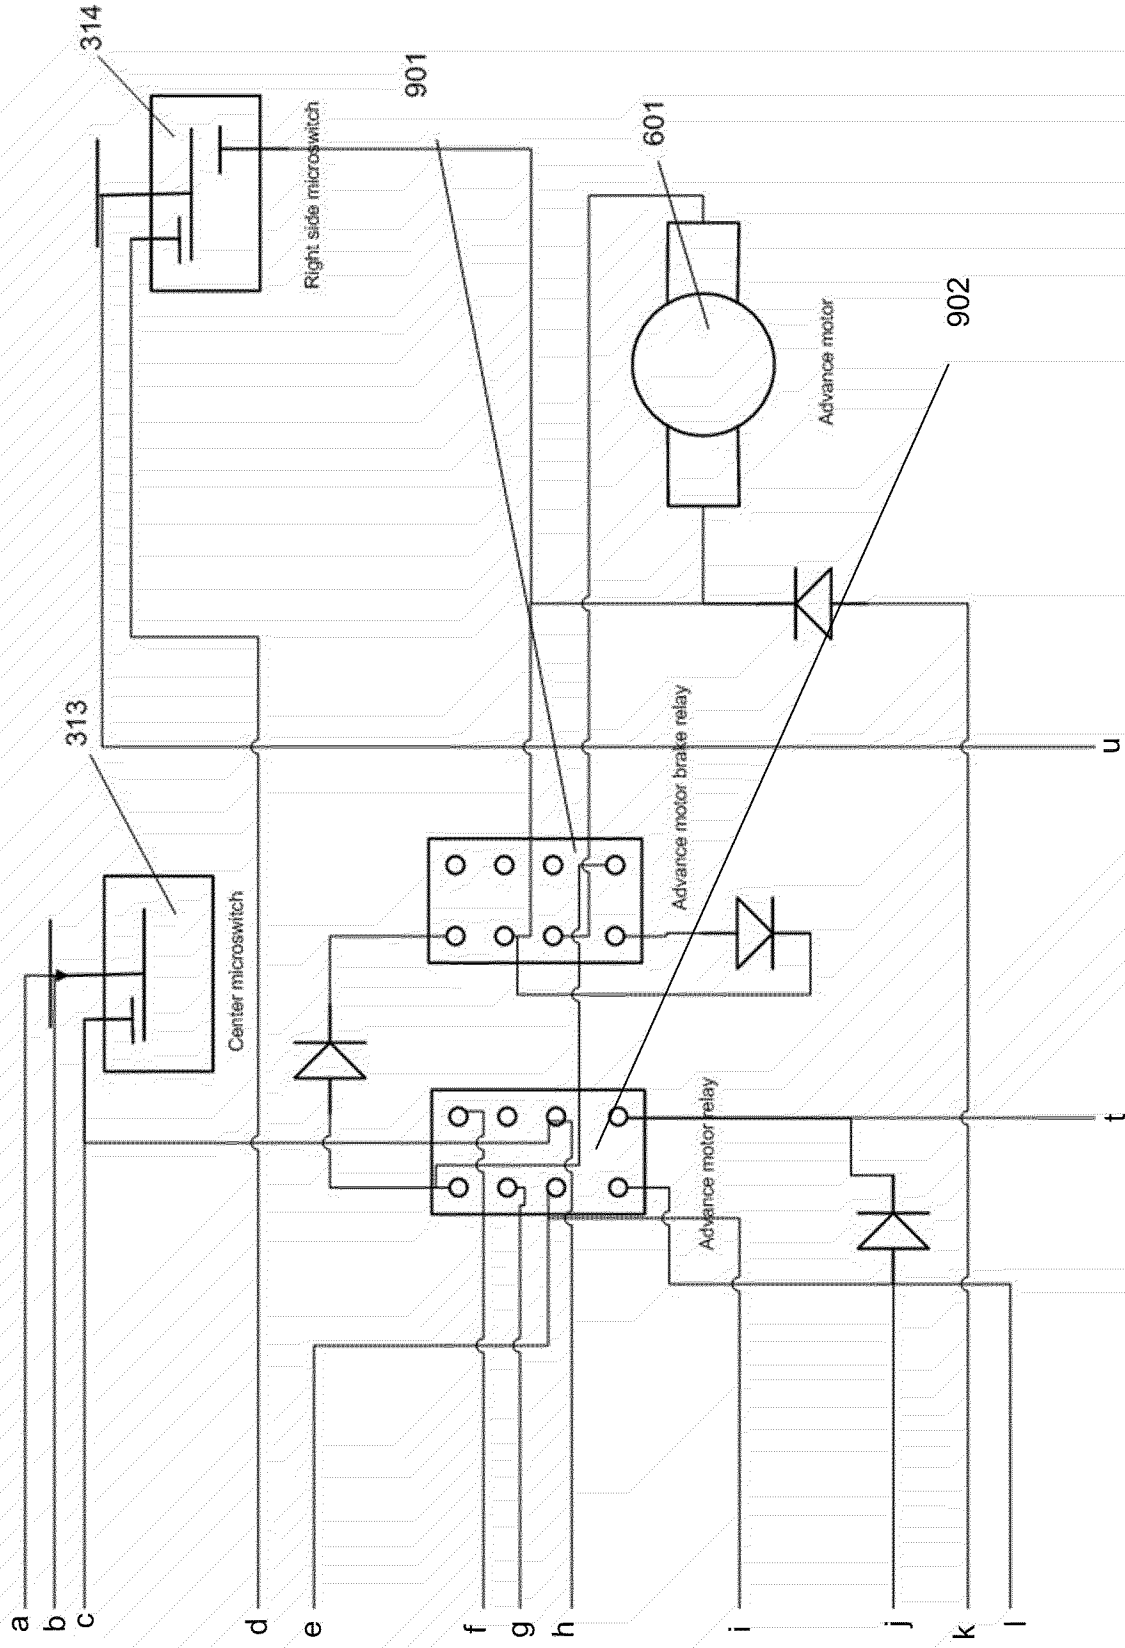 314
901
Right side microswitch
601
902
Advance motor
313
Center microswitch
Advance motor brake relay
Advance motor relay
u
t
a
b
c
d
e
f
g
h
i
j
k
l